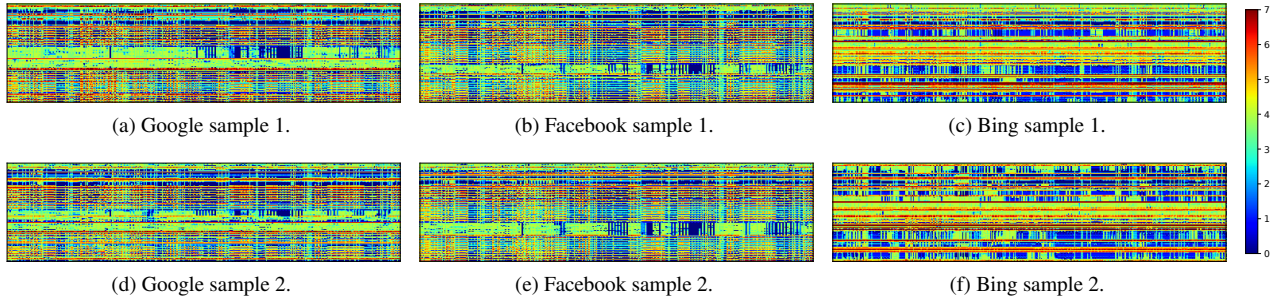 (a) Google sample 1.
(b) Facebook sample 1.
(c) Bing sample 1.
(d) Google sample 2.
(e) Facebook sample 2.
(f) Bing sample 2.
7
6
5
4
3
2
1
0